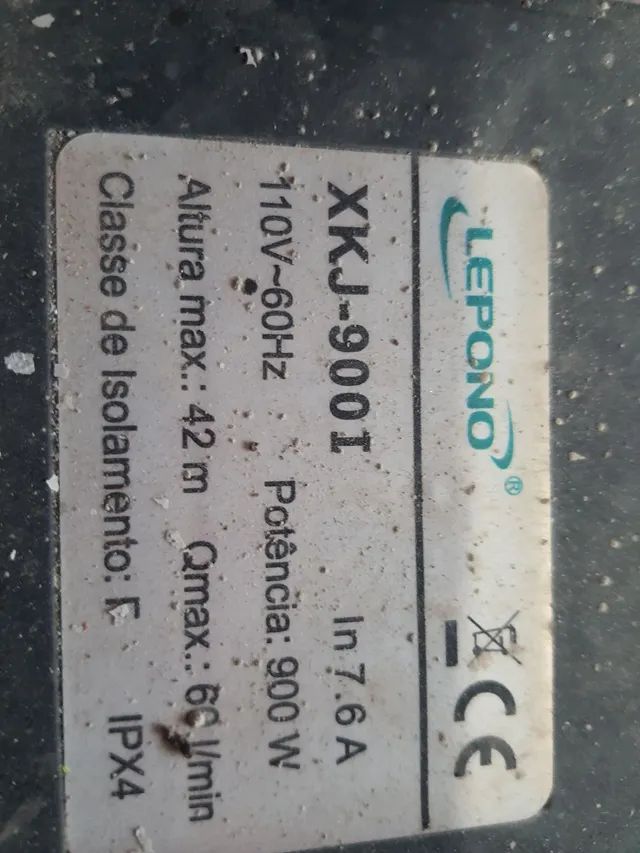 LEPONO ®
CE
XKJ-900I In 7.6 A
110V~60Hz Potência: 900 W
Altura max.: 42 m Qmax.: 60 l/min
Classe de Isolamento: F IPX4